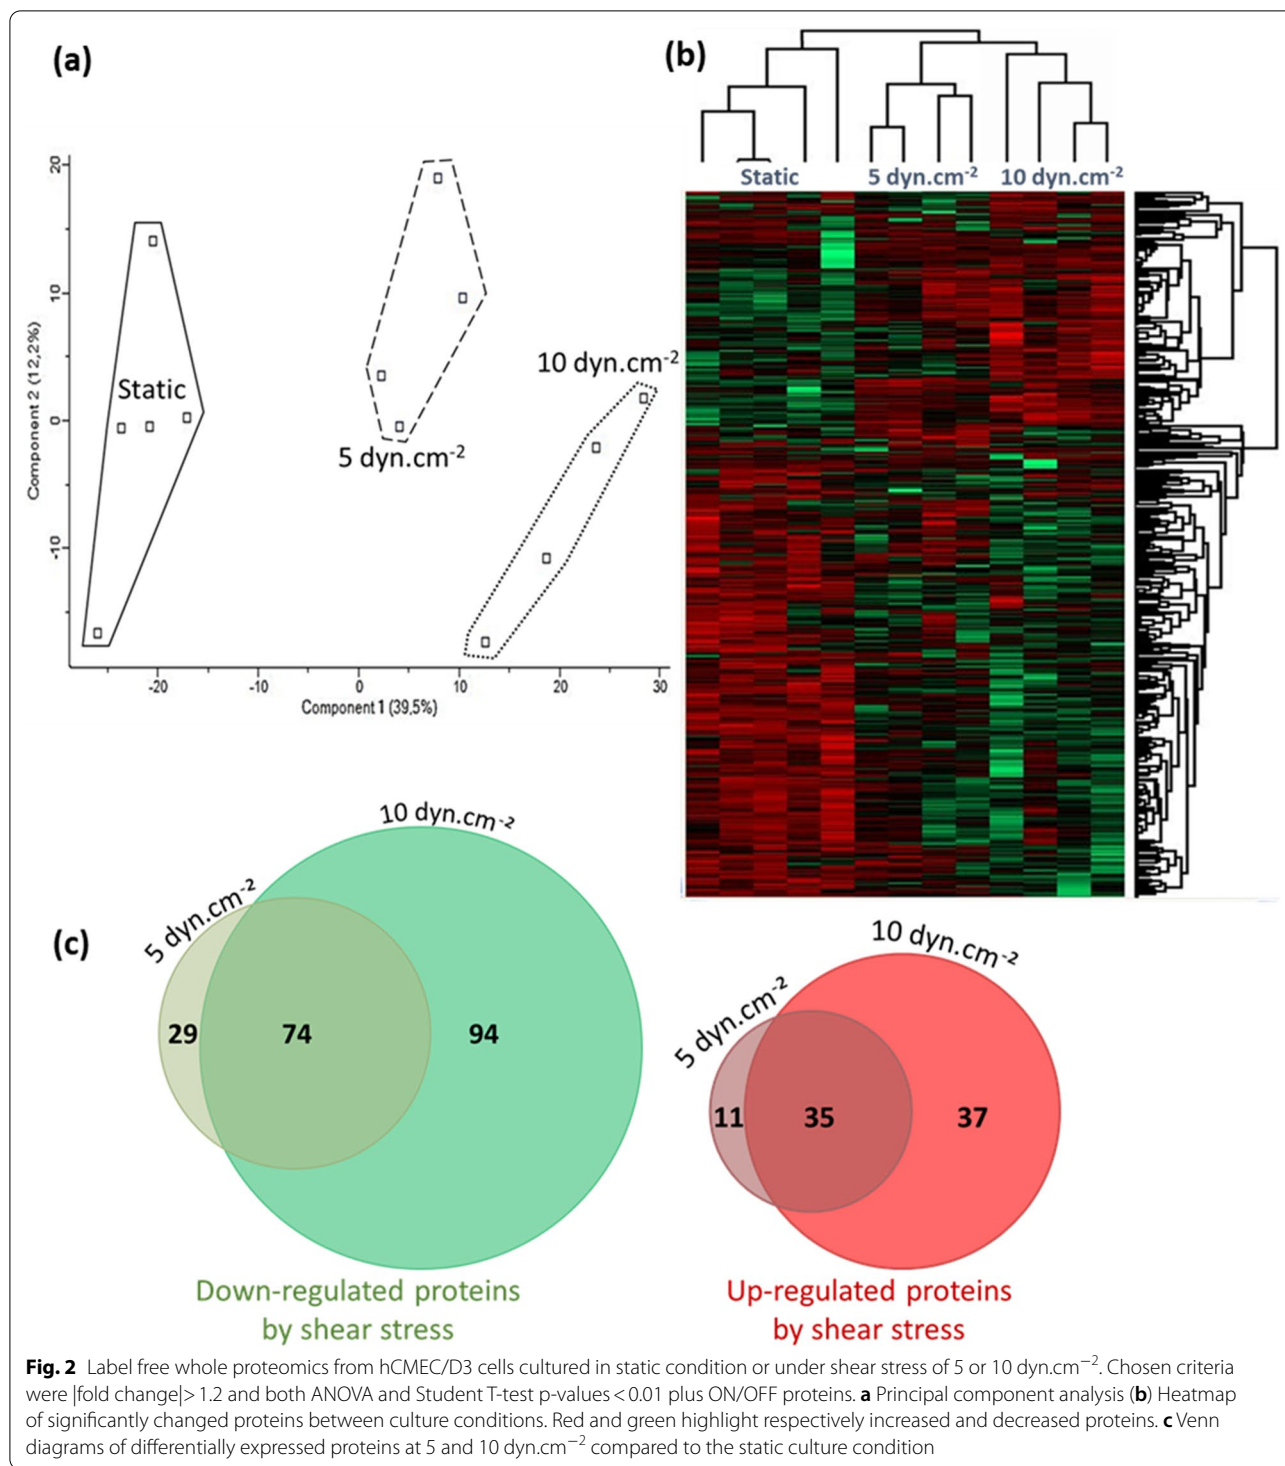 (a)
20
10
0
-10
Component 2 (12,2%)
Static
5 dyn.cm⁻²
10 dyn.cm⁻²
-20 -10 0 10 20 30
Component 1 (39,5%)
(b)
Static 5 dyn.cm⁻² 10 dyn.cm⁻²
(c)
10 dyn.cm⁻²
5 dyn.cm⁻²
29 74 94
Down-regulated proteins
by shear stress
10 dyn.cm⁻²
5 dyn.cm⁻²
11 35 37
Up-regulated proteins
by shear stress
Fig. 2 Label free whole proteomics from hCMEC/D3 cells cultured in static condition or under shear stress of 5 or 10 dyn.cm⁻². Chosen criteria
were |fold change|> 1.2 and both ANOVA and Student T-test p-values < 0.01 plus ON/OFF proteins. a Principal component analysis (b) Heatmap
of significantly changed proteins between culture conditions. Red and green highlight respectively increased and decreased proteins. c Venn
diagrams of differentially expressed proteins at 5 and 10 dyn.cm⁻² compared to the static culture condition